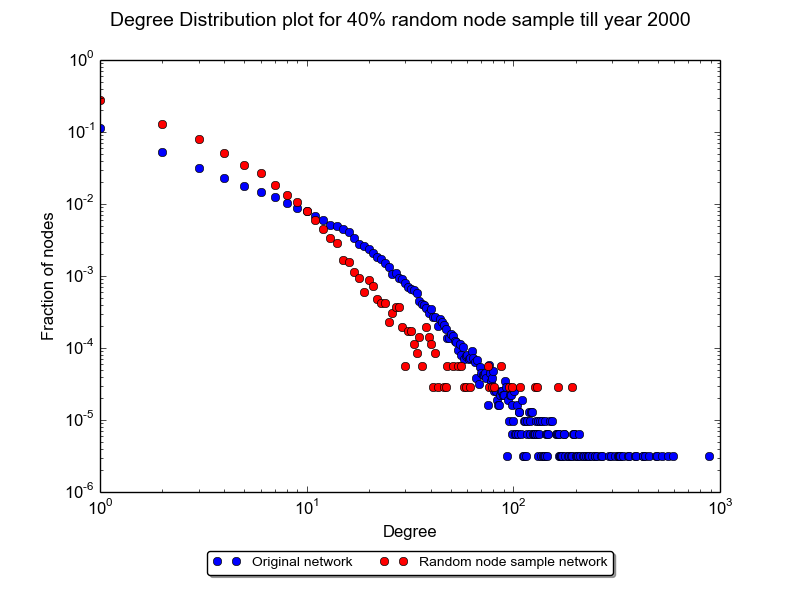 Degree Distribution plot for 40% random node sample till year 2000
Fraction of nodes
10^0
10^-1
10^-2
10^-3
10^-4
10^-5
10^-6
10^0 10^1 10^2 10^3
Degree
Original network Random node sample network